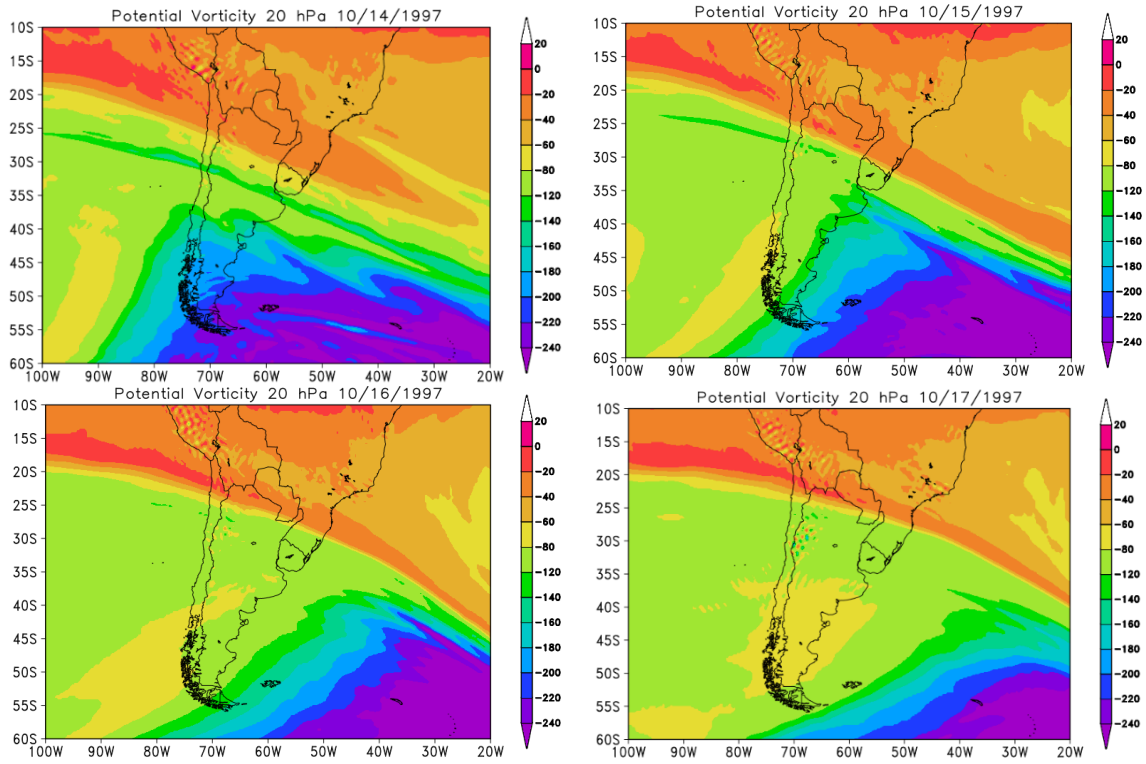 Potential Vorticity 20 hPa 10/14/1997
10S
15S
20S
25S
30S
35S
40S
45S
50S
55S
60S
100W 90W 80W 70W 60W 50W 40W 30W 20W
20
0
-20
-40
-60
-80
-100
-120
-140
-160
-180
-200
-220
-240
Potential Vorticity 20 hPa 10/15/1997
10S
15S
20S
25S
30S
35S
40S
45S
50S
55S
60S
100W 90W 80W 70W 60W 50W 40W 30W 20W
20
0
-20
-40
-60
-80
-100
-120
-140
-160
-180
-200
-220
-240
Potential Vorticity 20 hPa 10/16/1997
10S
15S
20S
25S
30S
35S
40S
45S
50S
55S
60S
100W 90W 80W 70W 60W 50W 40W 30W 20W
20
0
-20
-40
-60
-80
-100
-120
-140
-160
-180
-200
-220
-240
Potential Vorticity 20 hPa 10/17/1997
10S
15S
20S
25S
30S
35S
40S
45S
50S
55S
60S
100W 90W 80W 70W 60W 50W 40W 30W 20W
20
0
-20
-40
-60
-80
-100
-120
-140
-160
-180
-200
-220
-240